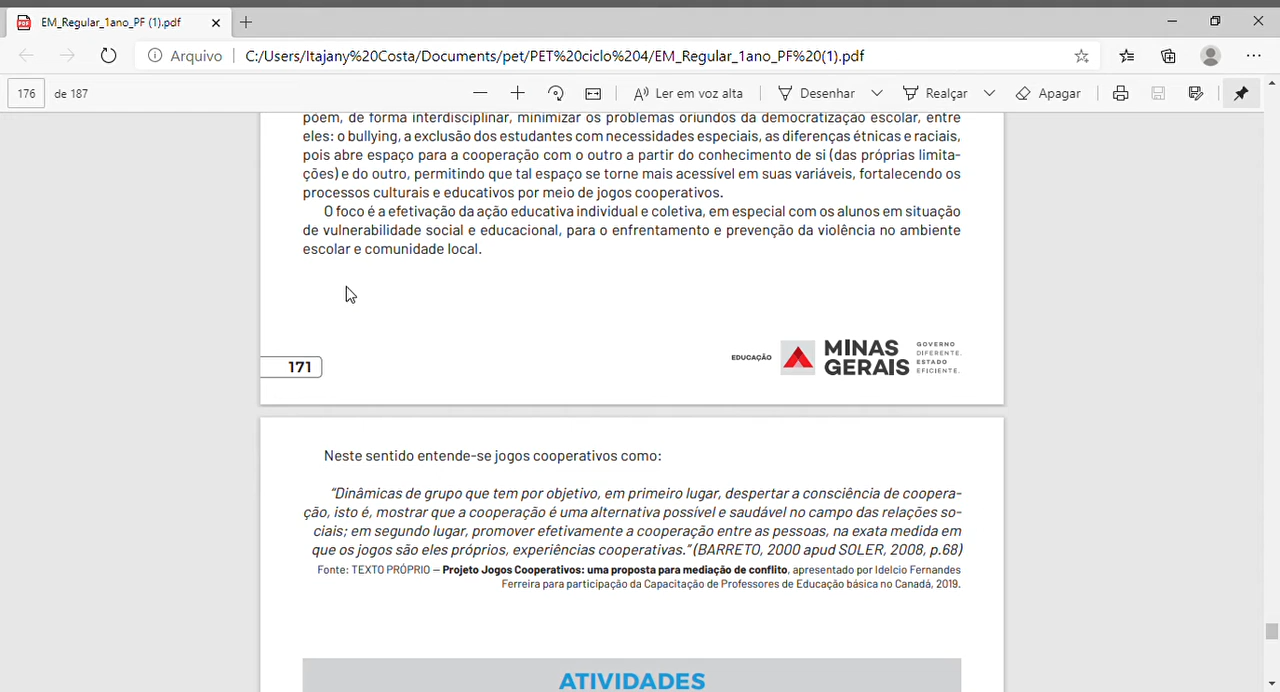 EM_Regular_1ano_PF (1).pdf
Arquivo C:/Users/Itajany%20Costa/Documents/pet/PET%20ciclo%204/EM_Regular_1ano_PF%20(1).pdf
176 de 187 Ler em voz alta Desenhar Realçar Apagar
põem, de forma interdisciplinar, minimizar os problemas oriundos da democratização escolar, entre
eles: o bullying, a exclusão dos estudantes com necessidades especiais, as diferenças étnicas e raciais,
pois abre espaço para a cooperação com o outro a partir do conhecimento de si (das próprias limita-
ções) e do outro, permitindo que tal espaço se torne mais acessível em suas variáveis, fortalecendo os
processos culturais e educativos por meio de jogos cooperativos.
O foco é a efetivação da ação educativa individual e coletiva, em especial com os alunos em situação
de vulnerabilidade social e educacional, para o enfrentamento e prevenção da violência no ambiente
escolar e comunidade local.
171
EDUCAÇÃO
MINAS
GERAIS
GOVERNO
DIFERENTE.
ESTADO
EFICIENTE.
Neste sentido entende-se jogos cooperativos como:
“Dinâmicas de grupo que tem por objetivo, em primeiro lugar, despertar a consciência de coopera-
ção, isto é, mostrar que a cooperação é uma alternativa possível e saudável no campo das relações so-
ciais; em segundo lugar, promover efetivamente a cooperação entre as pessoas, na exata medida em
que os jogos são eles próprios, experiências cooperativas.” (BARRETO, 2000 apud SOLER, 2008, p.68)
Fonte: TEXTO PRÓPRIO – Projeto Jogos Cooperativos: uma proposta para mediação de conflito, apresentado por Idelcio Fernandes
Ferreira para participação da Capacitação de Professores de Educação básica no Canadá, 2019.
ATIVIDADES